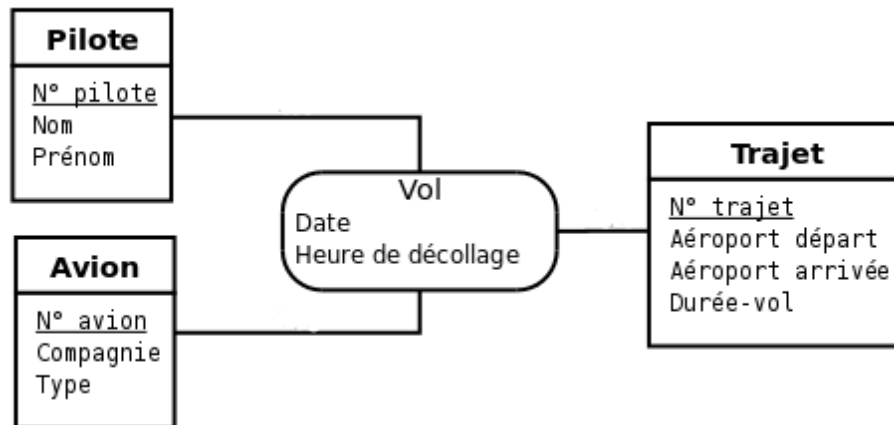 Pilote
N° pilote
Nom
Prénom
Avion
N° avion
Compagnie
Type
Vol
Date
Heure de décollage
Trajet
N° trajet
Aéroport départ
Aéroport arrivée
Durée-vol